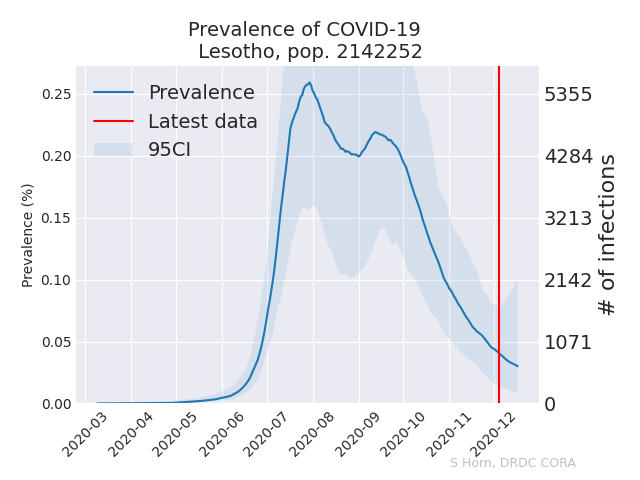 Prevalence of COVID-19
Lesotho, pop. 2142252
Prevalence
Latest data
95CI
Prevalence (%)
0.25
0.20
0.15
0.10
0.05
0.00
5355
4284
3213
2142
1071
0
# of infections
2020-03
2020-04
2020-05
2020-06
2020-07
2020-08
2020-09
2020-10
2020-11
2020-12
S Horn, DRDC CORA